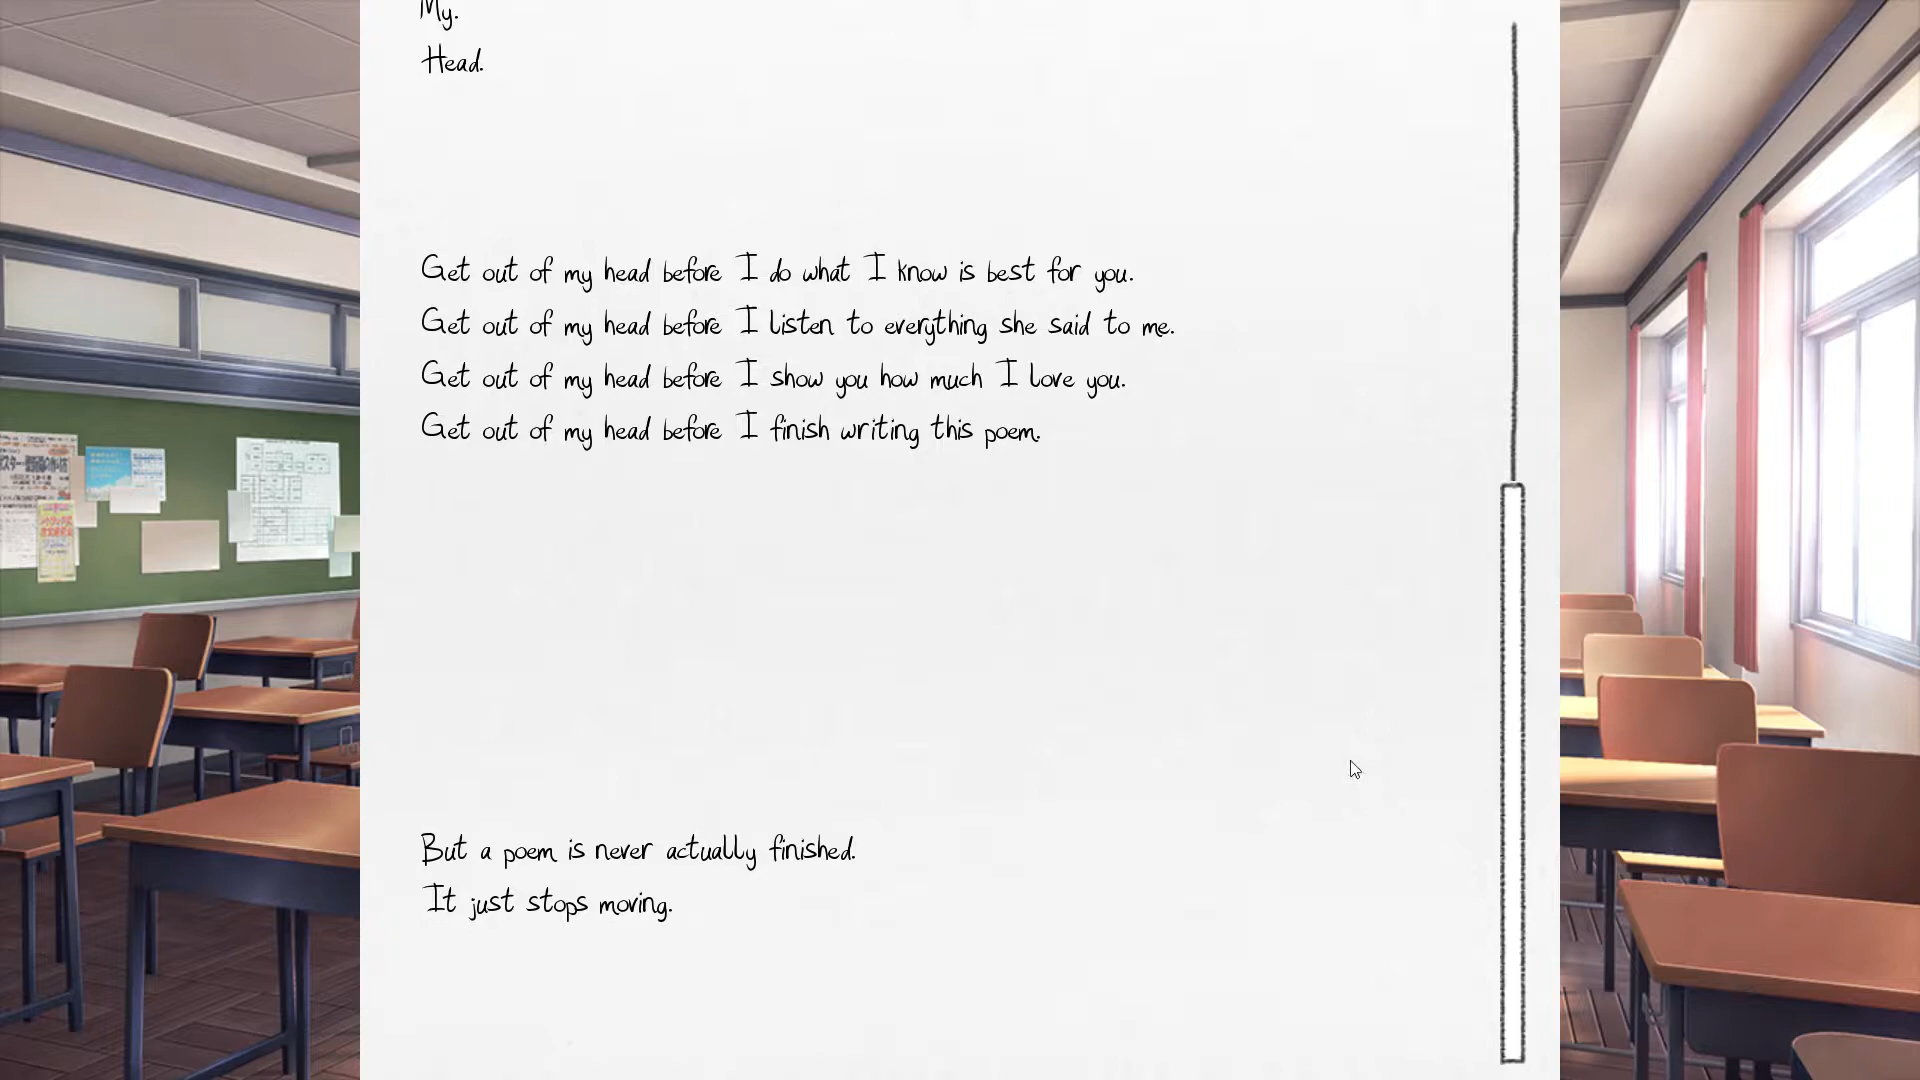 My.
Head.
Get out of my head before I do what I know is best for you.
Get out of my head before I listen to everything she said to me.
Get out of my head before I show you how much I love you.
Get out of my head before I finish writing this poem.
But a poem is never actually finished.
It just stops moving.